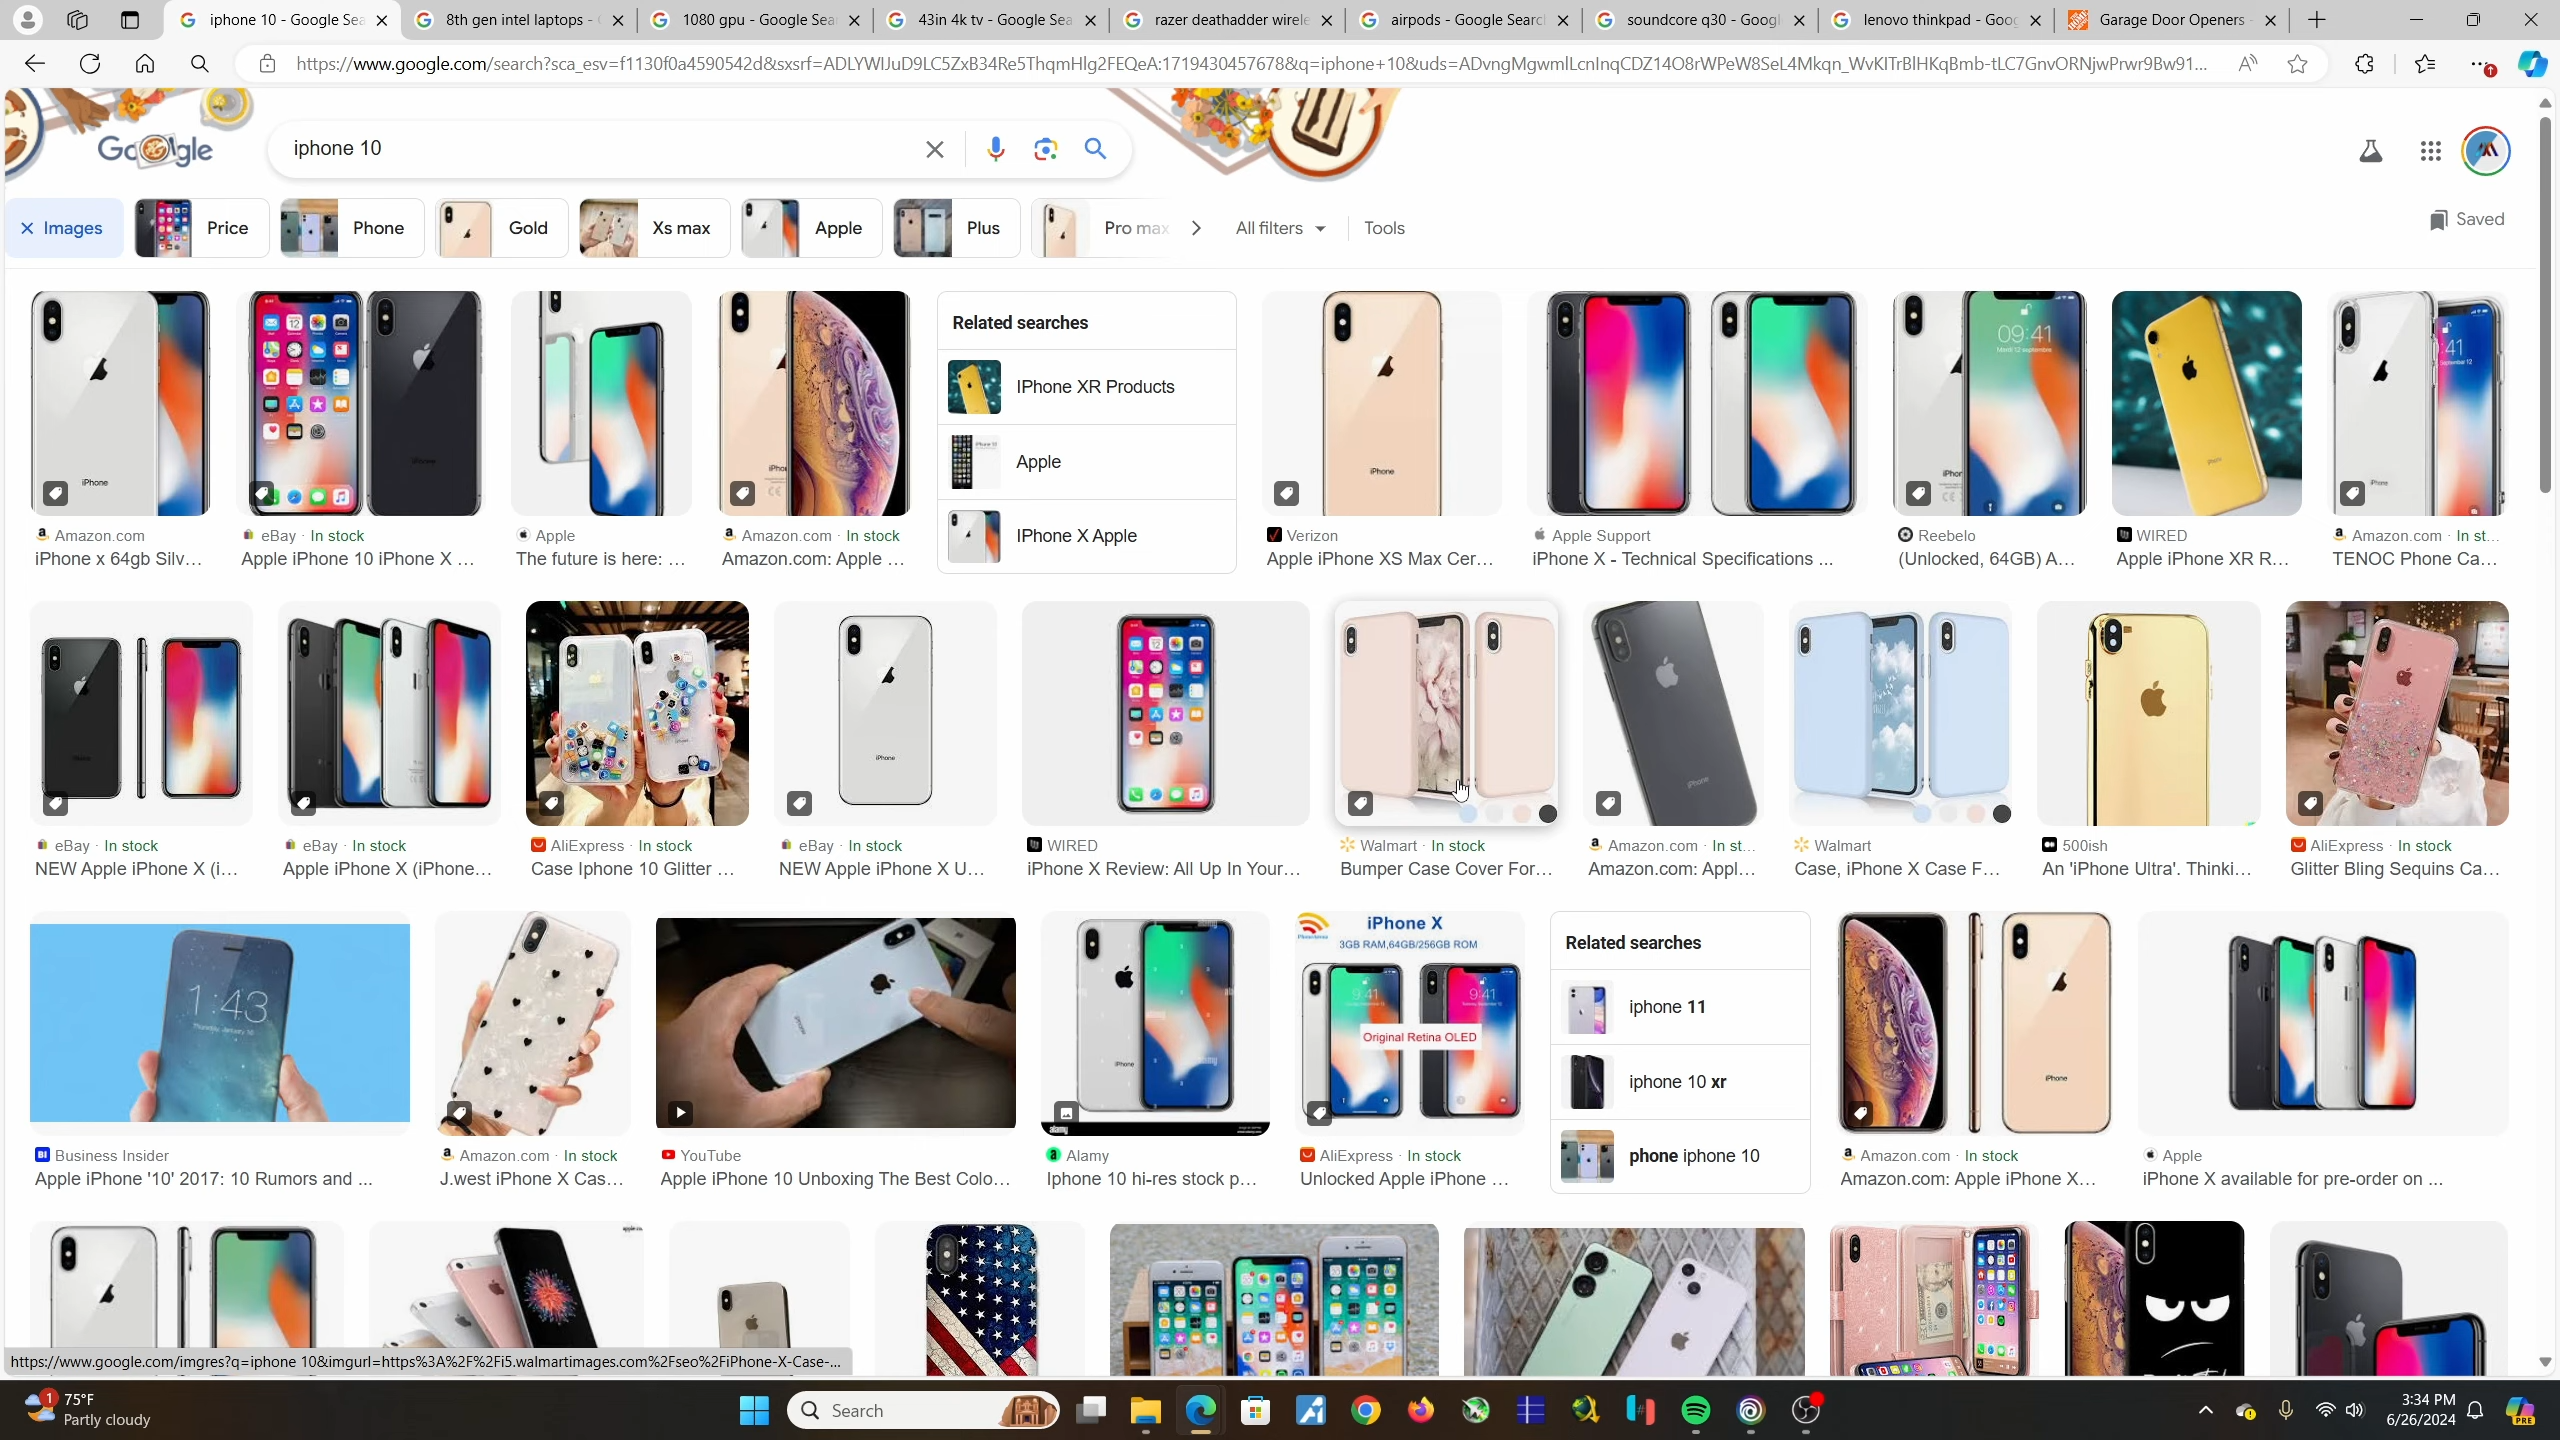 iphone 10 - Google Sea
8th gen intel laptops - G
1080 gpu - Google Sear
43in 4k tv - Google Sea
razer deathadder wirele
airpods - Google Search
soundcore q30 - Googl
lenovo thinkpad - Goog
Garage Door Openers -
https://www.google.com/search?sca_esv=f1130f0a4590542d&sxsrf=ADLYWIJuD9LC5ZxB34Re5ThqmHlg2FEQeA:1719430457678&q=iphone+10&uds=ADvngMgwmlLcnInqCDZ14O8rWPeW8SeL4Mkqn_WvKITrBlHKqBmb-tLC7GnvORNjwPrwr9Bw91...
Google
iphone 10
Images
Price
Phone
Gold
Xs max
Apple
Plus
Pro max
All filters
Tools
Saved
Related searches
IPhone XR Products
Apple
IPhone X Apple
Amazon.com
iPhone x 64gb Silv...
eBay · In stock
Apple iPhone 10 iPhone X ...
Apple
The future is here: ...
Amazon.com · In stock
Amazon.com: Apple ...
Verizon
Apple iPhone XS Max Cer...
Apple Support
iPhone X - Technical Specifications ...
09:41
Reebelo
(Unlocked, 64GB) A...
WIRED
Apple iPhone XR R...
Amazon.com · In st...
TENOC Phone Ca...
eBay · In stock
NEW Apple iPhone X (i...
eBay · In stock
Apple iPhone X (iPhone...
AliExpress · In stock
Case Iphone 10 Glitter ...
eBay · In stock
NEW Apple iPhone X U...
WIRED
iPhone X Review: All Up In Your...
Walmart · In stock
Bumper Case Cover For...
Amazon.com · In st...
Amazon.com: Appl...
Walmart
Case, iPhone X Case F...
500ish
An 'iPhone Ultra'. Thinki...
AliExpress · In stock
Glitter Bling Sequins Ca...
1:43
Business Insider
Apple iPhone '10' 2017: 10 Rumors and ...
Amazon.com · In stock
J.west iPhone X Cas...
YouTube
Apple iPhone 10 Unboxing The Best Colo...
alamy
Alamy
Iphone 10 hi-res stock p...
iPhone X
3GB RAM,64GB/256GB ROM
9:41
9:41
Original Retina OLED
AliExpress · In stock
Unlocked Apple iPhone ...
Related searches
iphone 11
iphone 10 xr
phone iphone 10
Amazon.com · In stock
Amazon.com: Apple iPhone X...
Apple
iPhone X available for pre-order on ...
https://www.google.com/imgres?q=iphone 10&imgurl=https%3A%2F%2Fi5.walmartimages.com%2Fseo%2FiPhone-X-Case-...
1
75°F
Partly cloudy
Search
3:34 PM
6/26/2024
PRE